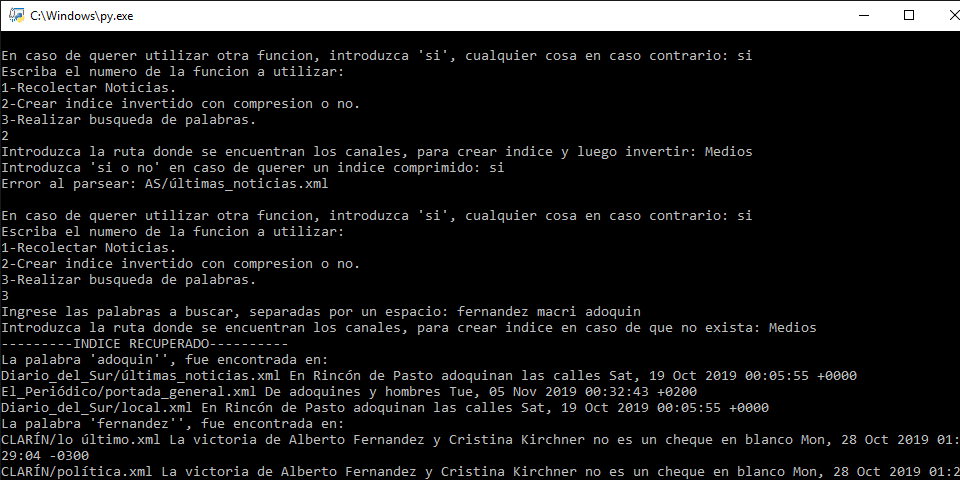 C:\Windows\py.exe
En caso de querer utilizar otra funcion, introduzca 'si', cualquier cosa en caso contrario: si
Escriba el numero de la funcion a utilizar:
1-Recolectar Noticias.
2-Crear indice invertido con compresion o no.
3-Realizar busqueda de palabras.
2
Introduzca la ruta donde se encuentran los canales, para crear indice y luego invertir: Medios
Introduzca 'si o no' en caso de querer un indice comprimido: si
Error al parsear: AS/últimas_noticias.xml
En caso de querer utilizar otra funcion, introduzca 'si', cualquier cosa en caso contrario: si
Escriba el numero de la funcion a utilizar:
1-Recolectar Noticias.
2-Crear indice invertido con compresion o no.
3-Realizar busqueda de palabras.
3
Ingrese las palabras a buscar, separadas por un espacio: fernandez macri adoquin
Introduzca la ruta donde se encuentran los canales, para crear indice en caso de que no exista: Medios
---------INDICE RECUPERADO----------
La palabra 'adoquin'', fue encontrada en:
Diario_del_Sur/últimas_noticias.xml En Rincón de Pasto adoquinan las calles Sat, 19 Oct 2019 00:05:55 +0000
El_Periódico/portada_general.xml De adoquines y hombres Tue, 05 Nov 2019 00:32:43 +0200
Diario_del_Sur/local.xml En Rincón de Pasto adoquinan las calles Sat, 19 Oct 2019 00:05:55 +0000
La palabra 'fernandez'', fue encontrada en:
CLARÍN/lo último.xml La victoria de Alberto Fernandez y Cristina Kirchner no es un cheque en blanco Mon, 28 Oct 2019 01:
29:04 -0300
CLARÍN/política.xml La victoria de Alberto Fernandez y Cristina Kirchner no es un cheque en blanco Mon, 28 Oct 2019 01:2